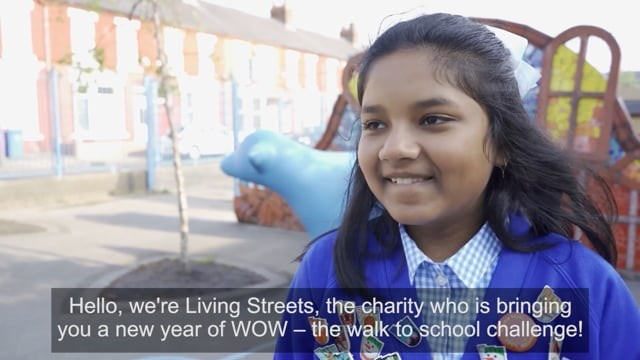 Hello, we're Living Streets, the charity who is bringing
you a new year of WOW – the walk to school challenge!